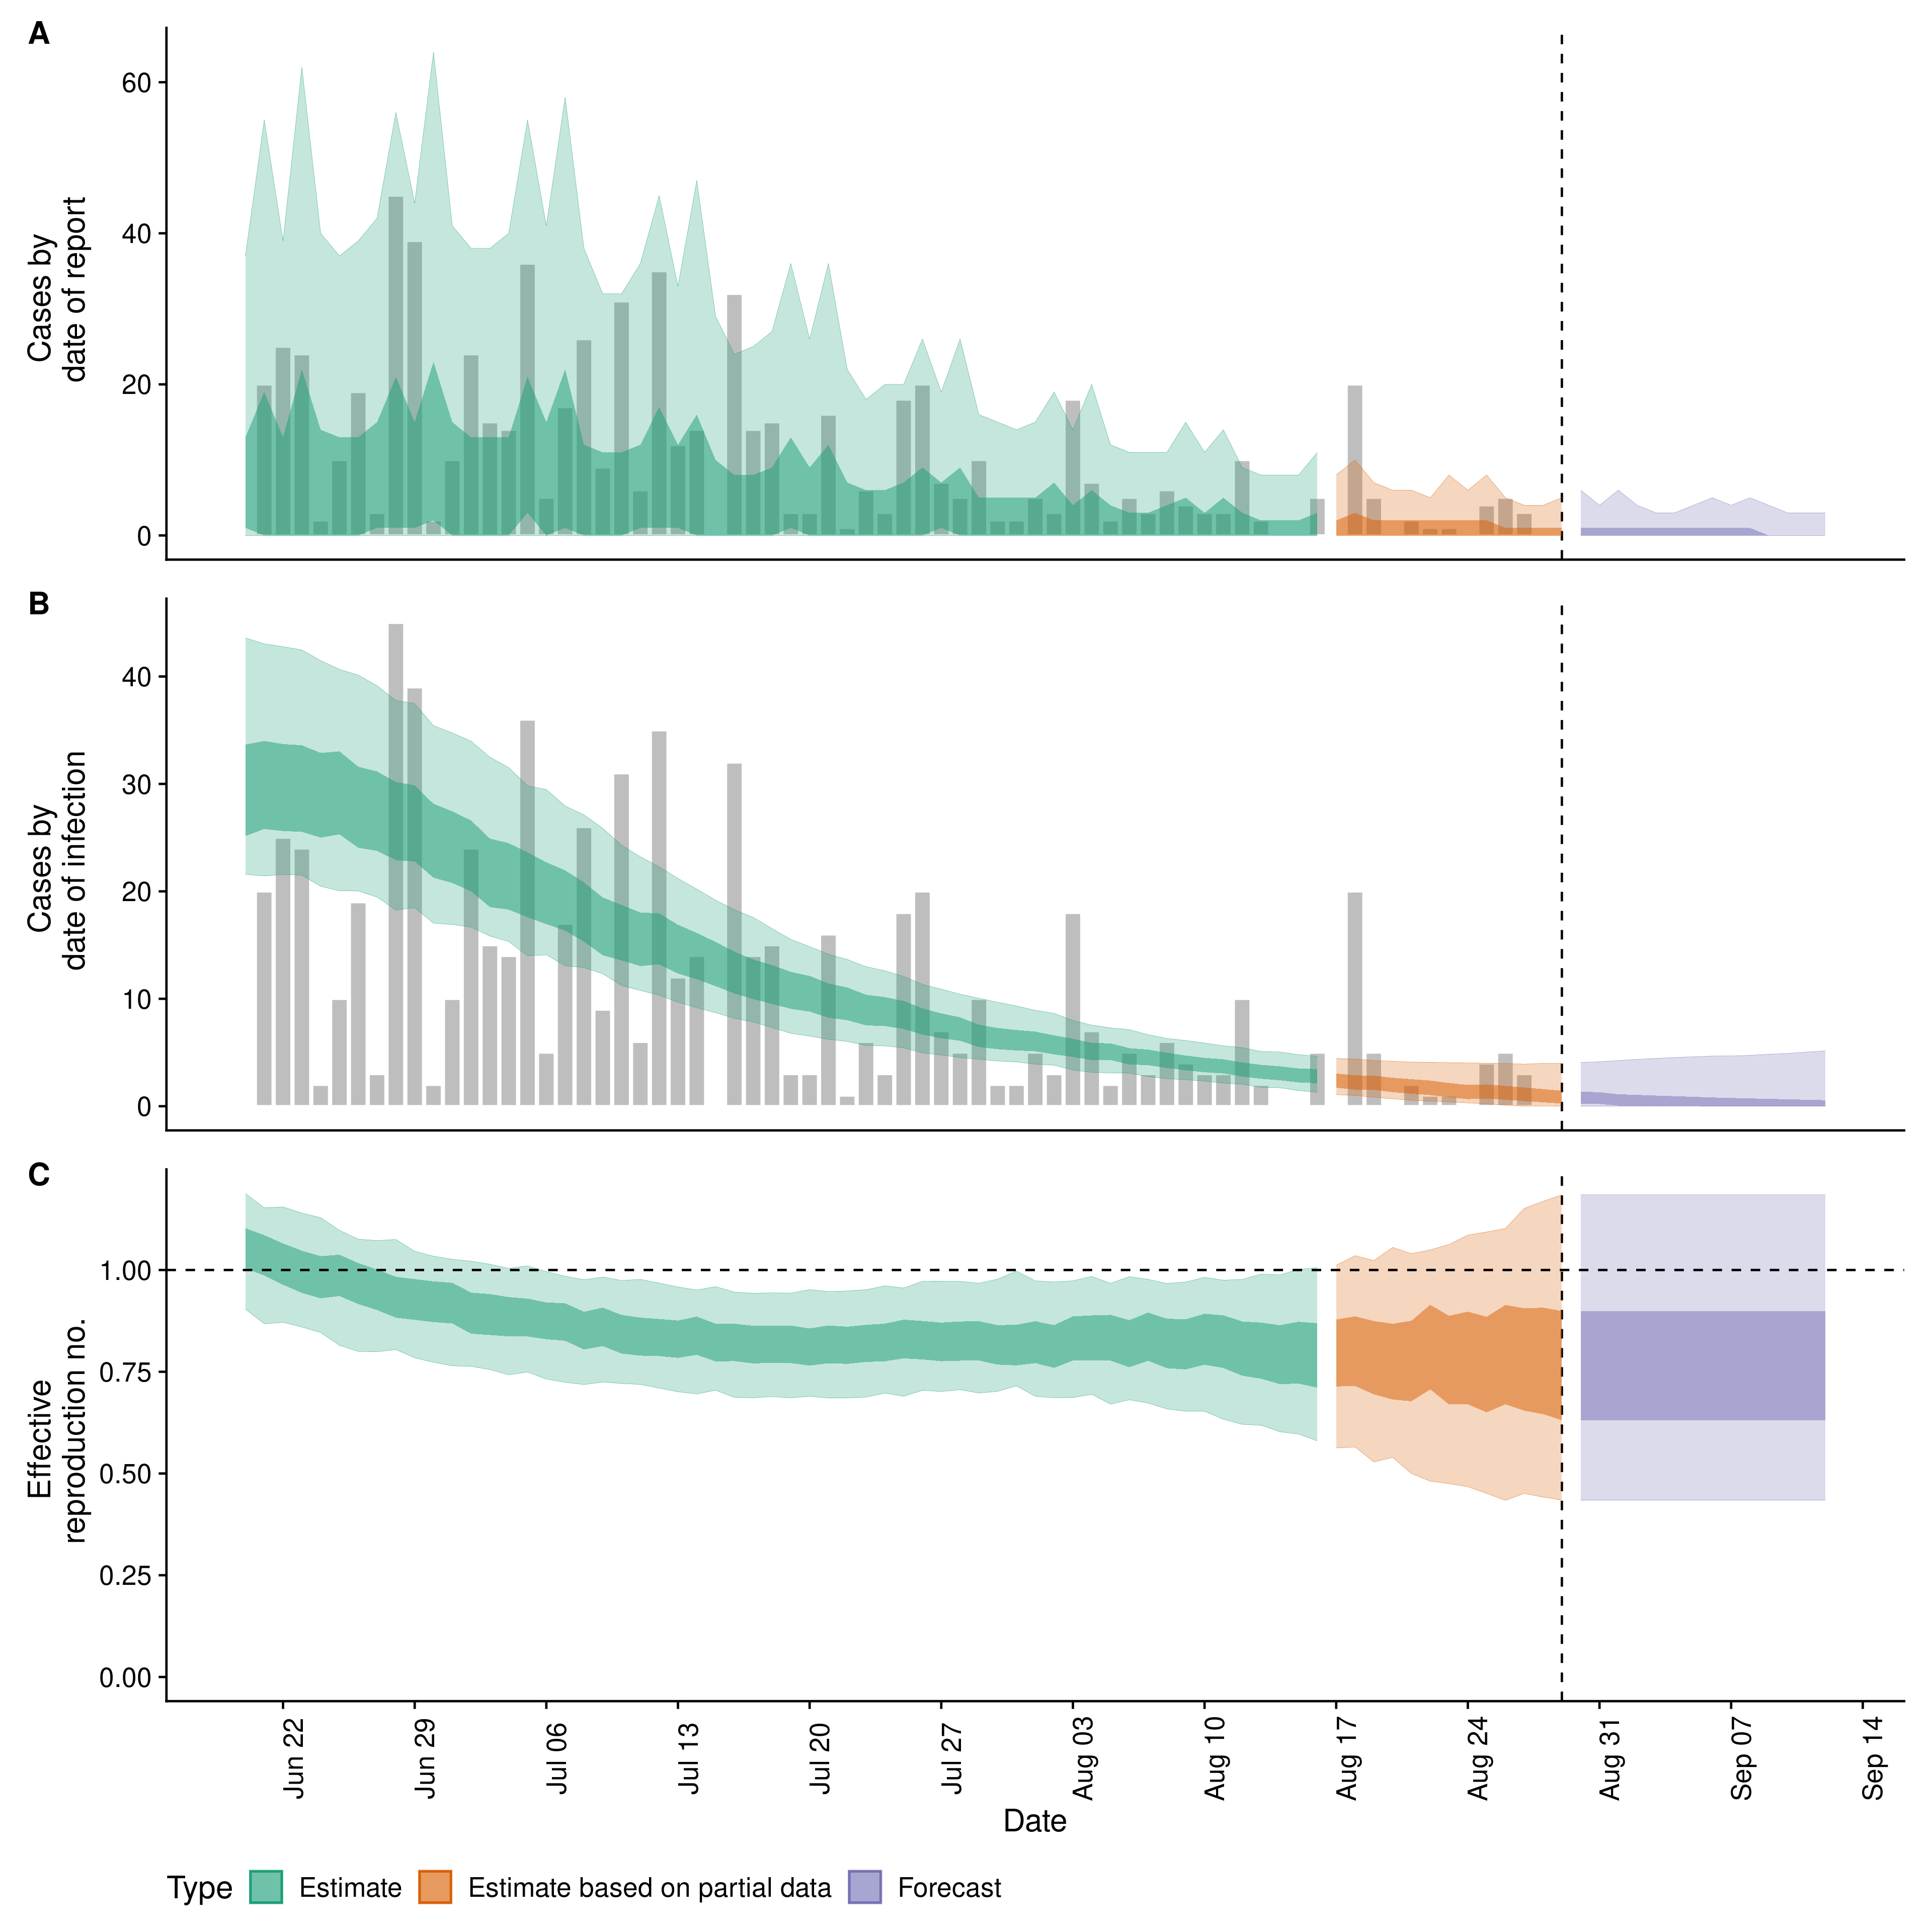 A
60
40
20
0
Cases by
date of report
B
40
30
20
10
0
Cases by
date of infection
C
1.00
0.75
0.50
0.25
0.00
Effective
reproduction no.
Jun 22
Jun 29
Jul 06
Jul 13
Jul 20
Jul 27
Aug 03
Aug 10
Aug 17
Aug 24
Aug 31
Sep 07
Sep 14
Date
Type Estimate Estimate based on partial data Forecast